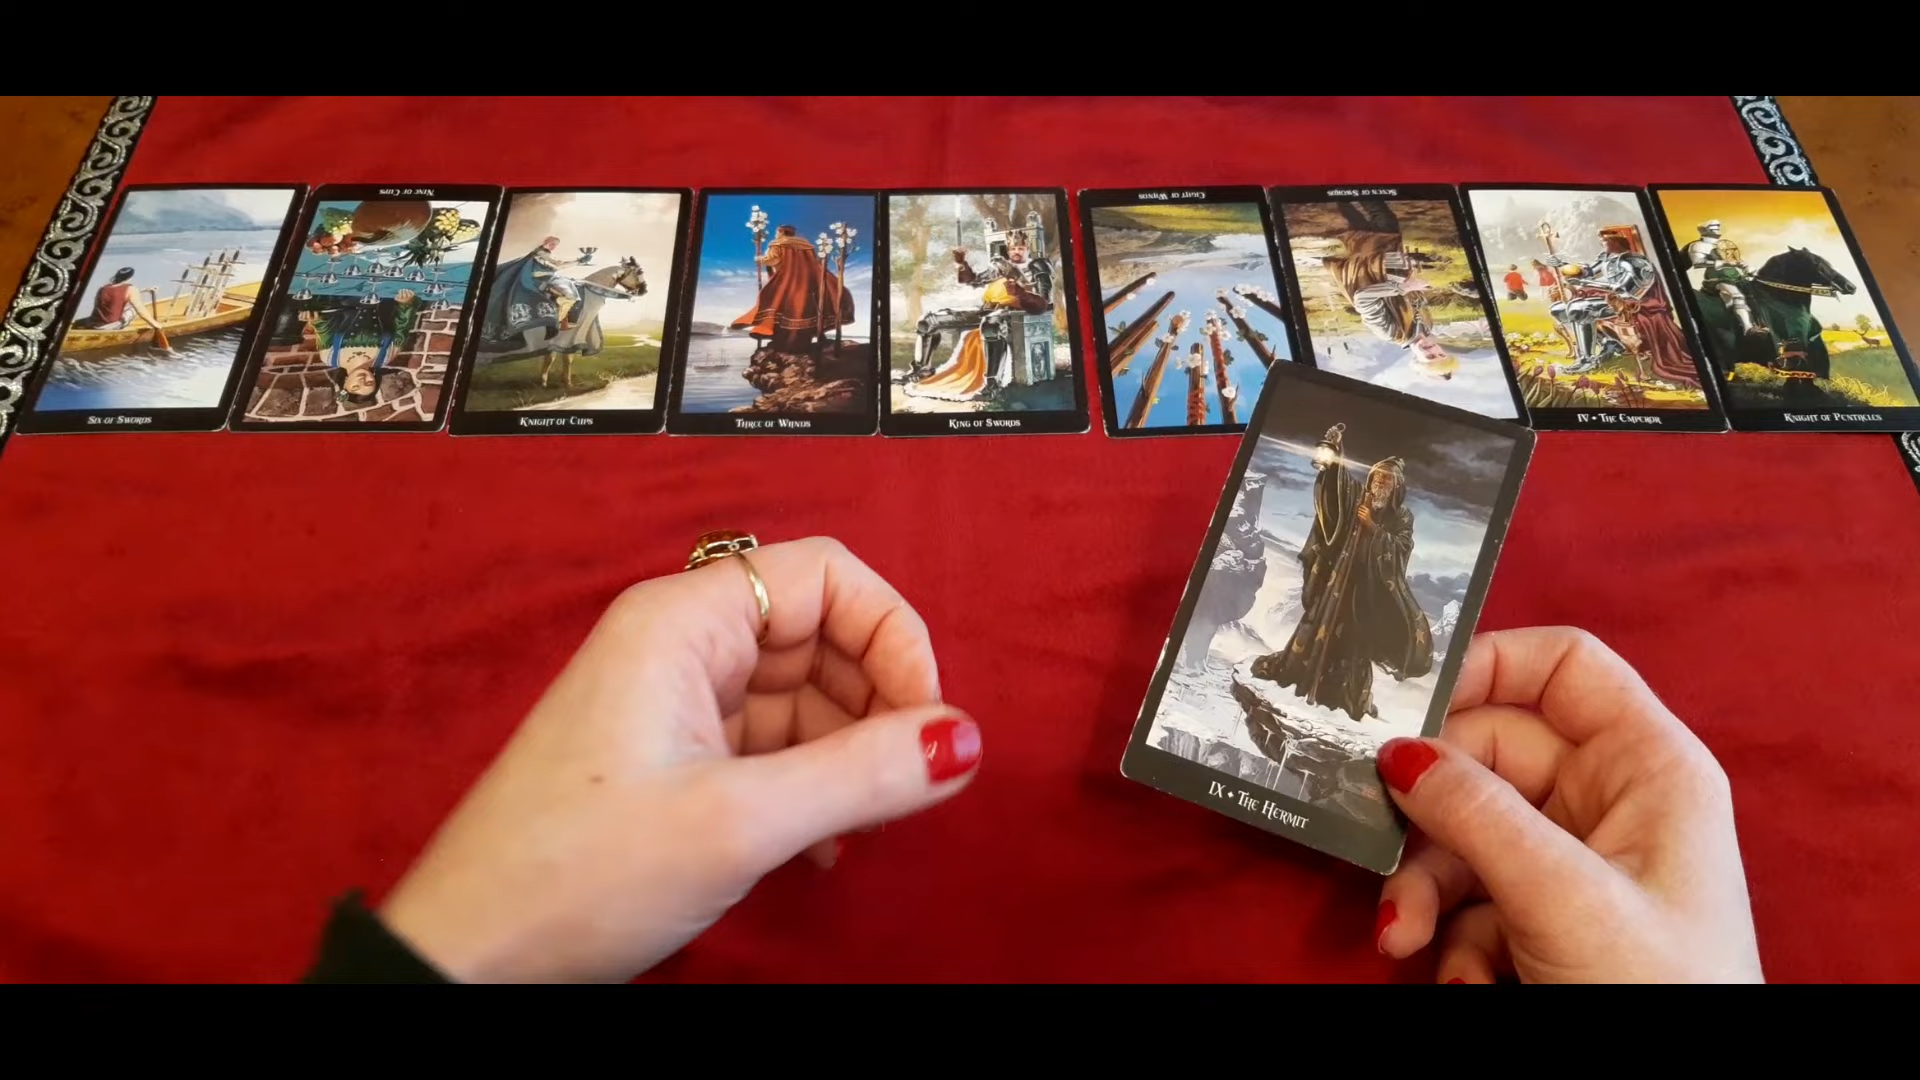 Six of Swords
Nine of Cups
Knight of Cups
Three of Wands
King of Swords
Eight of Wands
Seven of Swords
IV • The Emperor
Knight of Pentacles
IX • The Hermit